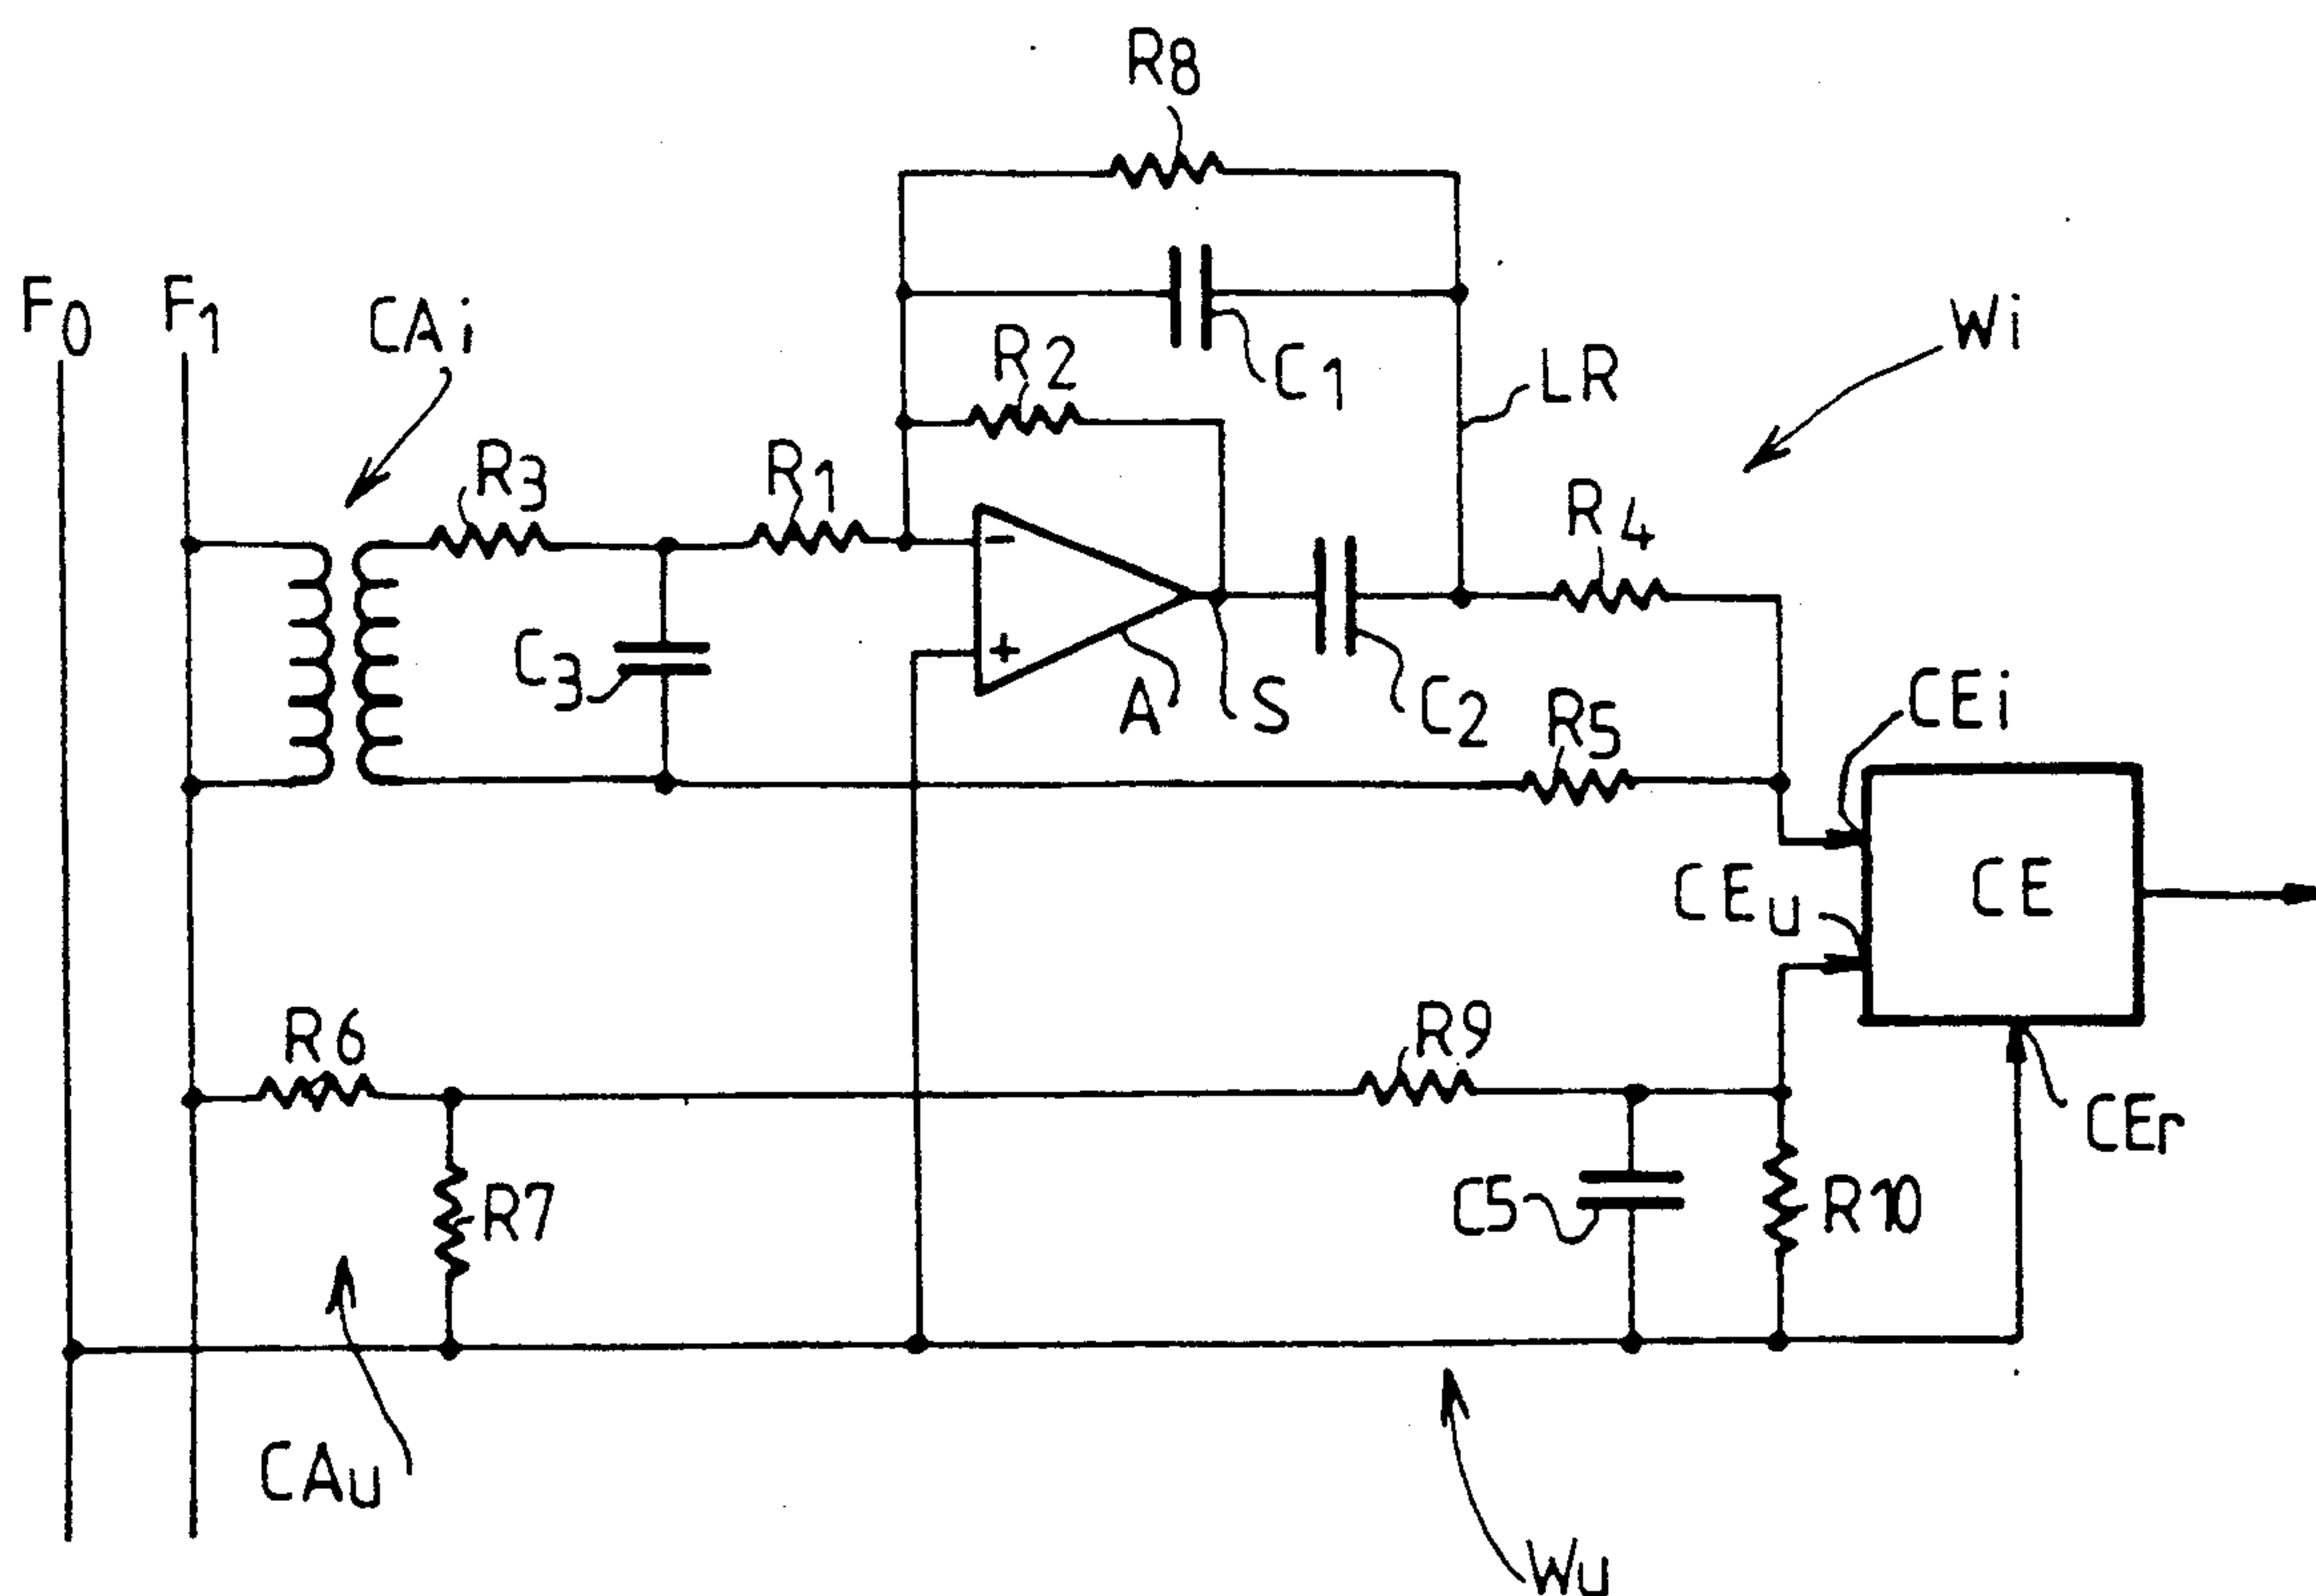 R8
F0
F1
CAi
Wi
R2
C1
LR
R3
R1
R4
-
C3
+
A
S
C2
R5
CEi
CEu
CE
R6
R9
CEr
R7
C5
R10
CAu
Wu